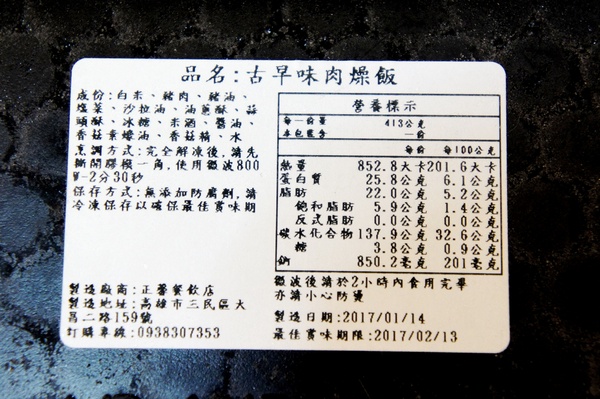 品名:古早味肉燥飯
成份:白米、豬肉、豬油、
塩菜、沙拉油、油蔥酥、蒜
頭酥、冰糖、米酒、醬油、
香菇素蠔油、香菇精、水
烹調方式:完全解凍後,請先
撕開膠模一角,使用微波800
W-2分30秒
保存方式:無添加防腐劑,請
冷凍保存以確保最佳賞味期
製造廠商:正馨餐飲店
製造地址:高雄市三民區大
昌二路159號
訂購專線:0938307353
營養標示
每一份量 413公克
本包裝含 一份
每份 每100公克
熱量 852.8大卡 201.6大卡
蛋白質 25.8公克 6.1公克
脂肪 22.0公克 5.2公克
飽和脂肪 5.9公克 1.4公克
反式脂肪 0.0公克 0.0公克
碳水化合物 137.9公克 32.6公克
糖 3.8公克 0.9公克
鈉 850.2毫克 201毫克
微波後請於2小時內食用完畢
亦請小心防燙
製造日期:2017/01/14
最佳賞味期限:2017/02/13